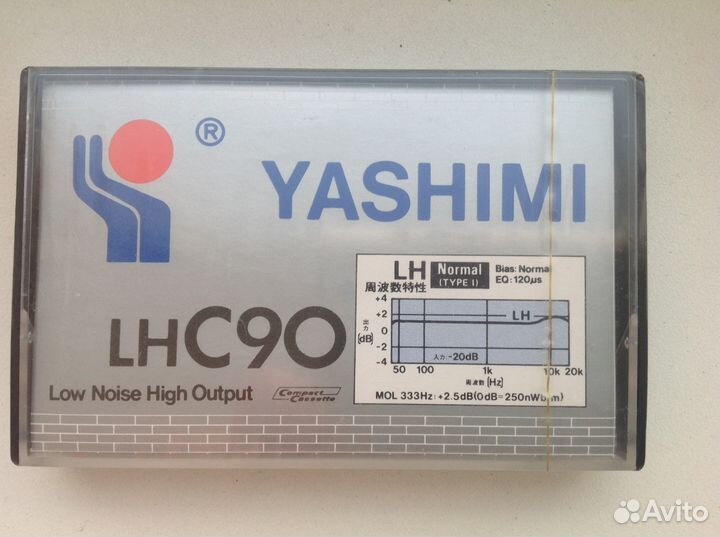 ®
YASHIMI
LHC90
Low Noise High Output
Compact Cassette
LH Normal (TYPE I) Bias: Normal EQ: 120μs
周波数特性
+4
+2
0
-2
-4
出力 (dB)
LH
入力: -20dB
50 100 1k 10k 20k
周波数 (Hz)
MOL 333Hz: +2.5dB(0dB=250nWb/m)
Avito